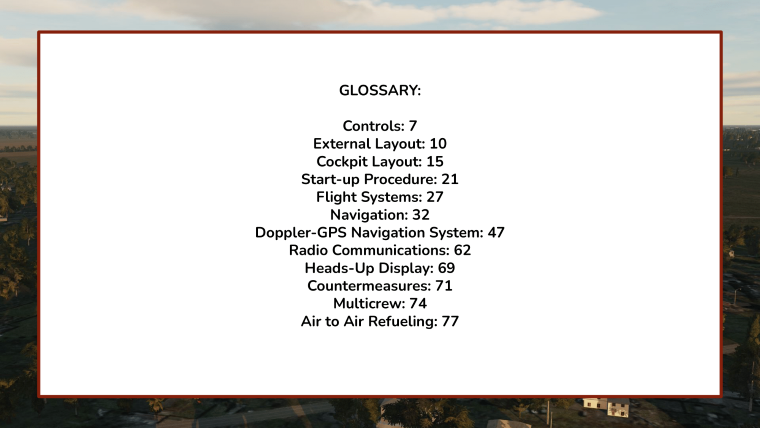 GLOSSARY:
Controls: 7
External Layout: 10
Cockpit Layout: 15
Start-up Procedure: 21
Flight Systems: 27
Navigation: 32
Doppler-GPS Navigation System: 47
Radio Communications: 62
Heads-Up Display: 69
Countermeasures: 71
Multicrew: 74
Air to Air Refueling: 77